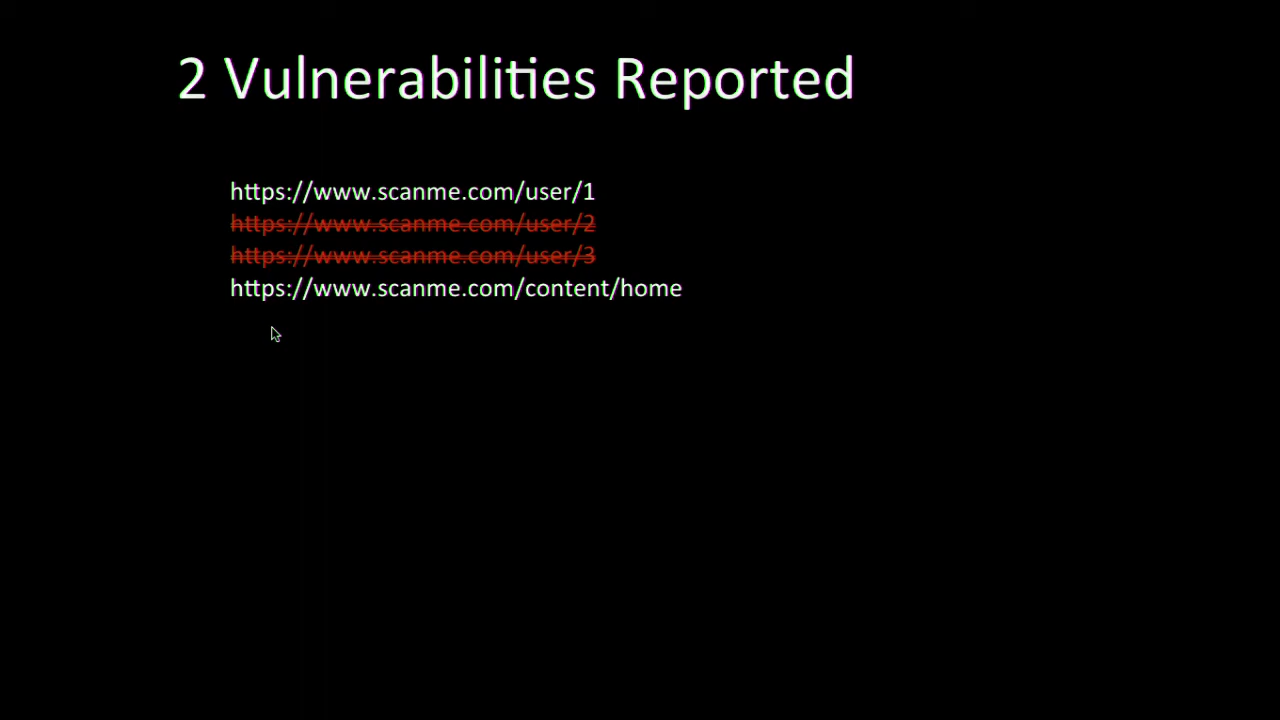 2 Vulnerabilities Reported
https://www.scanme.com/user/1
https://www.scanme.com/user/2
https://www.scanme.com/user/3
https://www.scanme.com/content/home